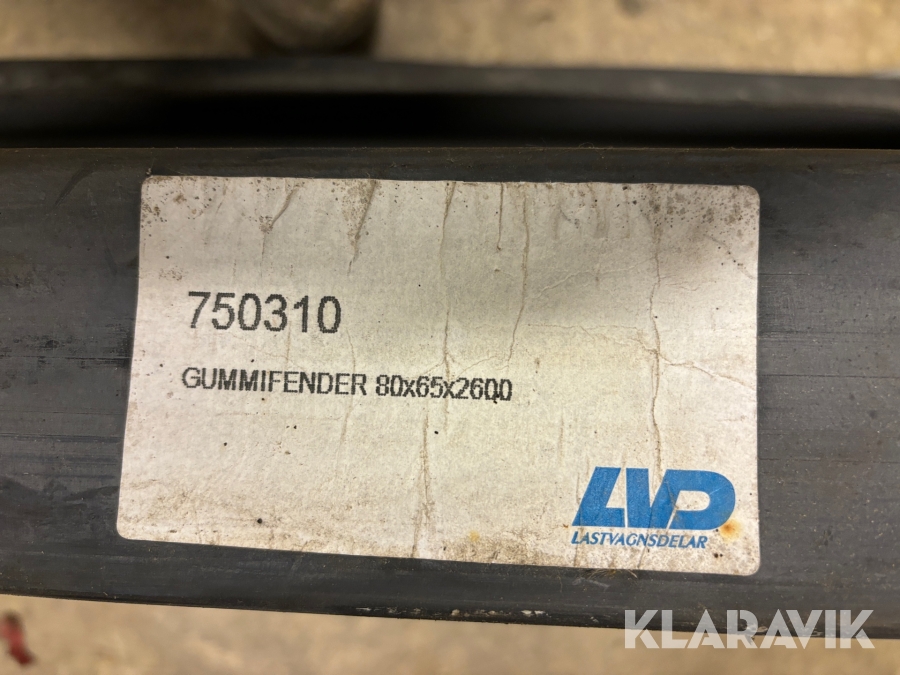 750310
GUMMIFENDER 80x65x2600
LVD
LASTVAGNSDELAR
KLARAVIK